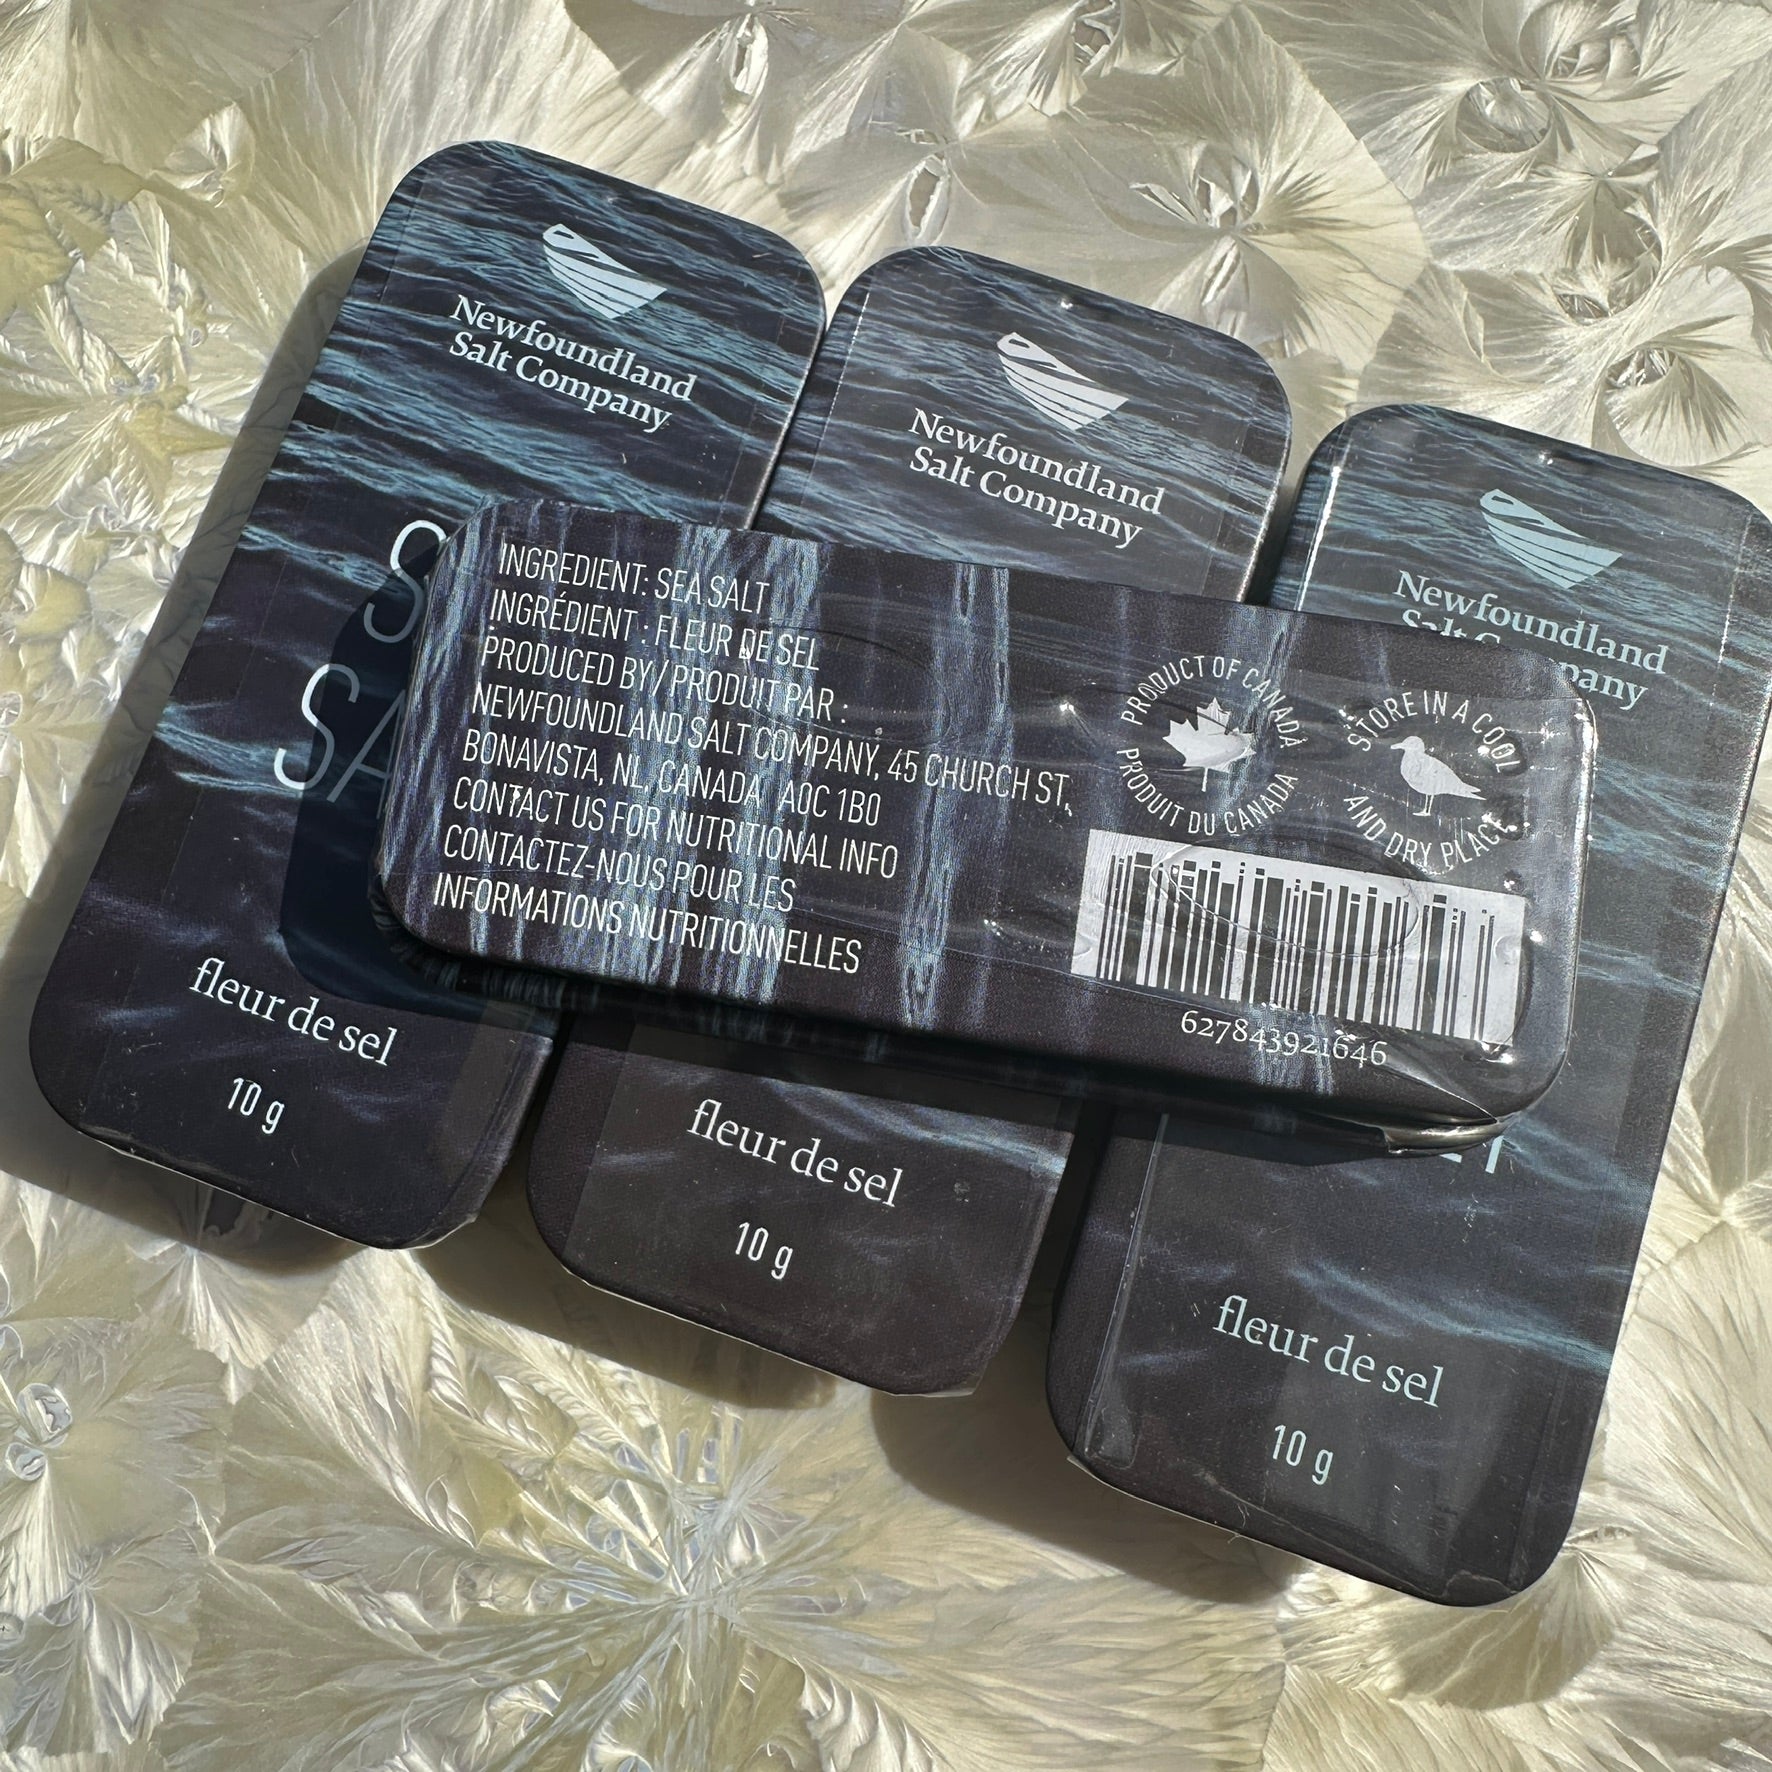 Newfoundland
Salt Company
fleur de sel
10 g
Newfoundland
Salt Company
fleur de sel
10 g
Newfoundland
Salt Company
fleur de sel
10 g
INGREDIENT: SEA SALT
INGRÉDIENT : FLEUR DE SEL
PRODUCED BY / PRODUIT PAR :
NEWFOUNDLAND SALT COMPANY, 45 CHURCH ST,
BONAVISTA, NL, CANADA A0C 1B0
CONTACT US FOR NUTRITIONAL INFO
CONTACTEZ-NOUS POUR LES
INFORMATIONS NUTRITIONNELLES
PRODUCT OF CANADA
PRODUIT DU CANADA
STORE IN A COOL
AND DRY PLACE
627843921646